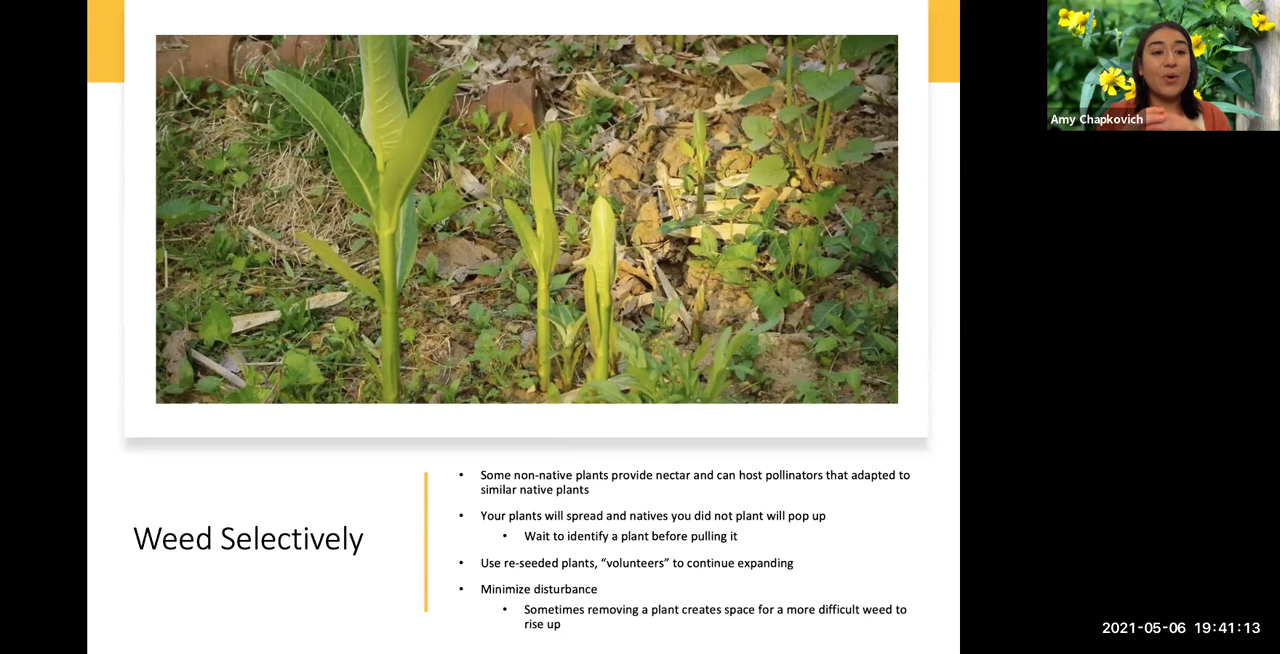 Amy Chapkovich
Weed Selectively
• Some non-native plants provide nectar and can host pollinators that adapted to
similar native plants
• Your plants will spread and natives you did not plant will pop up
• Wait to identify a plant before pulling it
• Use re-seeded plants, “volunteers” to continue expanding
• Minimize disturbance
• Sometimes removing a plant creates space for a more difficult weed to
rise up
2021-05-06 19:41:13